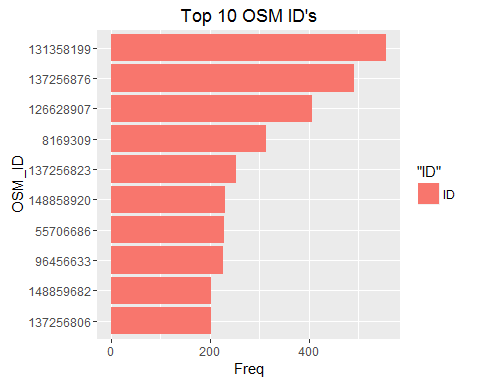 Top 10 OSM ID's
OSM_ID
131358199
137256876
126628907
8169309
137256823
148858920
55706686
96456633
148859682
137256806
0 200 400
Freq
"ID"
ID